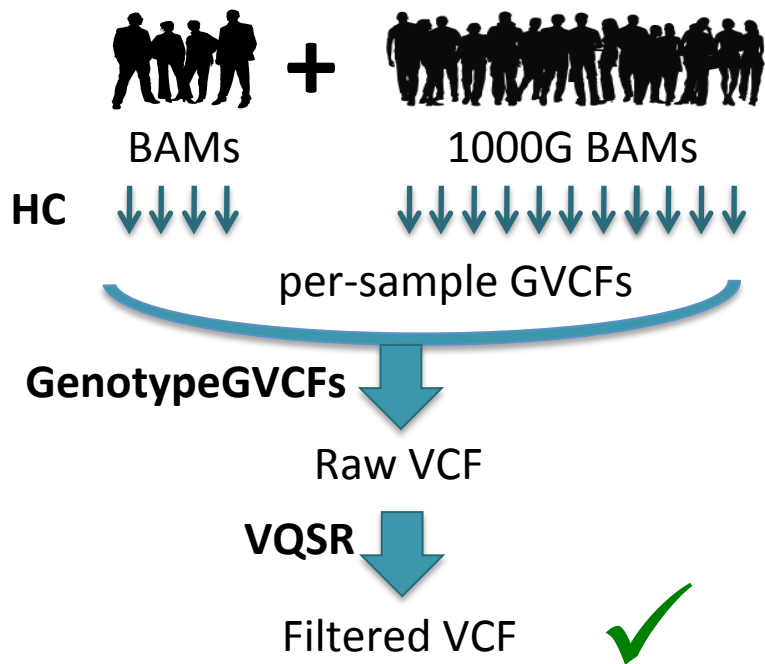 +
BAMs
1000G BAMs
HC
per-sample GVCFs
GenotypeGVCFs
Raw VCF
VQSR
Filtered VCF